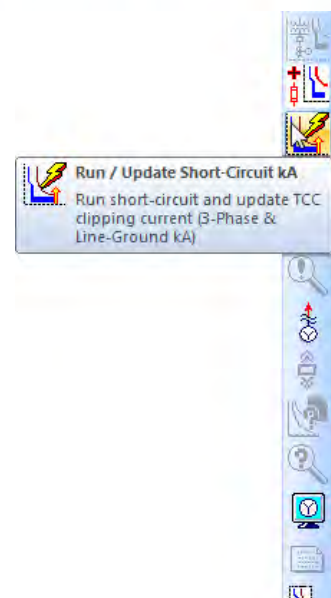 Run / Update Short-Circuit kA
Run short-circuit and update TCC
clipping current (3-Phase &
Line-Ground kA)